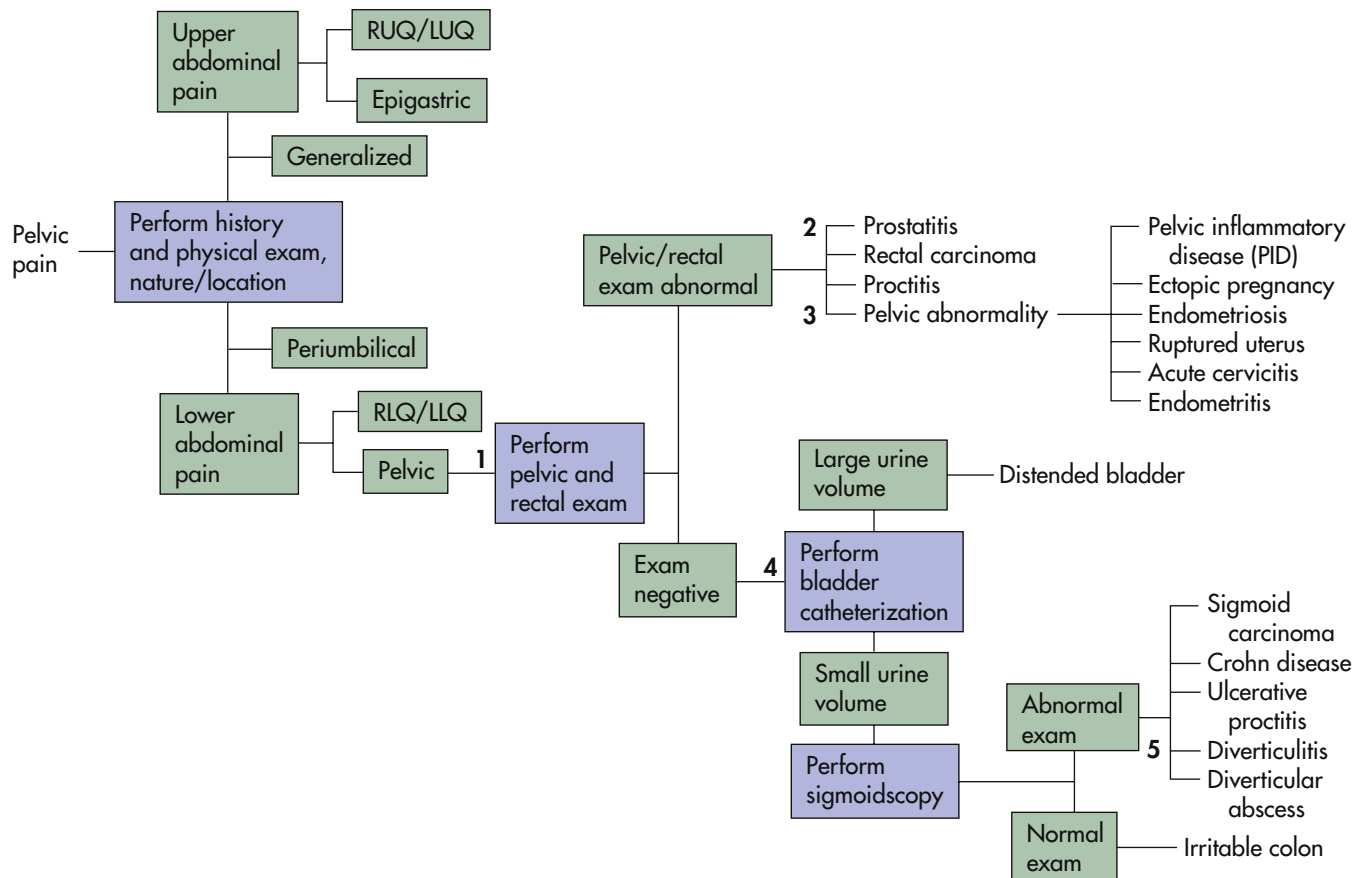 Upper
abdominal
pain
RUQ/LUQ
Epigastric
Generalized
Pelvic
pain
Perform history
and physical exam,
nature/location
Periumbilical
Lower
abdominal
pain
RLQ/LLQ
Pelvic
1
Perform
pelvic and
rectal exam
Pelvic/rectal
exam abnormal
2
Prostatitis
Rectal carcinoma
Proctitis
3
Pelvic abnormality
Pelvic inflammatory
disease (PID)
Ectopic pregnancy
Endometriosis
Ruptured uterus
Acute cervicitis
Endometritis
Exam
negative
4
Large urine
volume
Distended bladder
Perform
bladder
catheterization
Small urine
volume
Perform
sigmoidscopy
Abnormal
exam
5
Sigmoid
carcinoma
Crohn disease
Ulcerative
proctitis
Diverticulitis
Diverticular
abscess
Normal
exam
Irritable colon